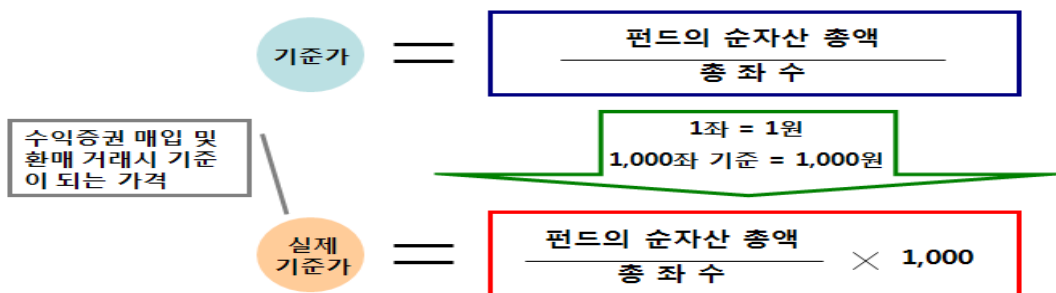 기준가
펀드의 순자산 총액
총 좌 수
수익증권 매입 및
환매 거래시 기준
이 되는 가격
1좌 = 1원
1,000좌 기준 = 1,000원
실제
기준가
펀드의 순자산 총액
총 좌 수
× 1,000